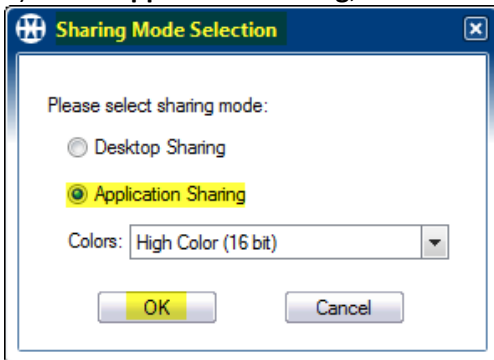 Sharing Mode Selection
Please select sharing mode:
Desktop Sharing
Application Sharing
Colors: High Color (16 bit)
OK Cancel